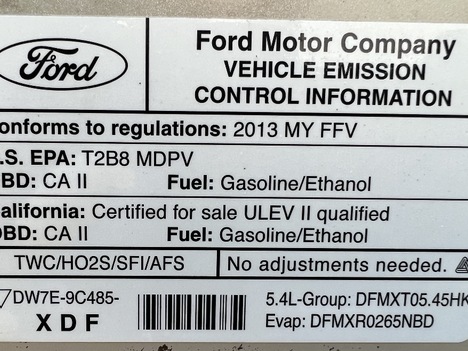 Ford
Ford Motor Company
VEHICLE EMISSION
CONTROL INFORMATION
onforms to regulations: 2013 MY FFV
.S. EPA: T2B8 MDPV
BD: CA II Fuel: Gasoline/Ethanol
alifornia: Certified for sale ULEV II qualified
OBD: CA II Fuel: Gasoline/Ethanol
TWC/HO2S/SFI/AFS No adjustments needed.
DW7E-9C485-
XDF
5.4L-Group: DFMXT05.45HK
Evap: DFMXR0265NBD